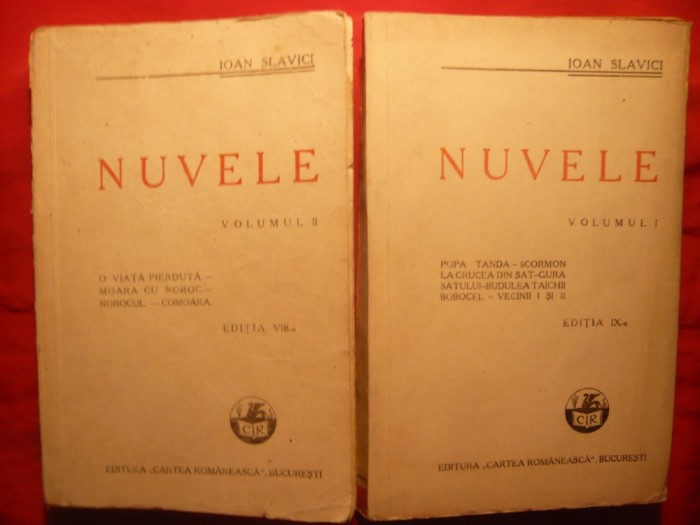 IOAN SLAVICI
NUVELE
VOLUMUL II
O VIAȚĂ PIERDUTĂ.—
MOARA CU NOROC.—
NOROCUL. — COMOARA.
EDIȚIA VIII-a
CR
EDITURA „CARTEA ROMÂNEASCĂ“, BUCUREȘTI
IOAN SLAVICI
NUVELE
VOLUMUL I
POPA TANDA — SCORMON
LA CRUCEA DIN SAT–GURA
SATULUI–BUDULEA TAICHII
BOBOCEL – VECINII I ȘI II
EDIȚIA IX-a
CR
EDITURA „CARTEA ROMÂNEASCĂ“, BUCUREȘTI